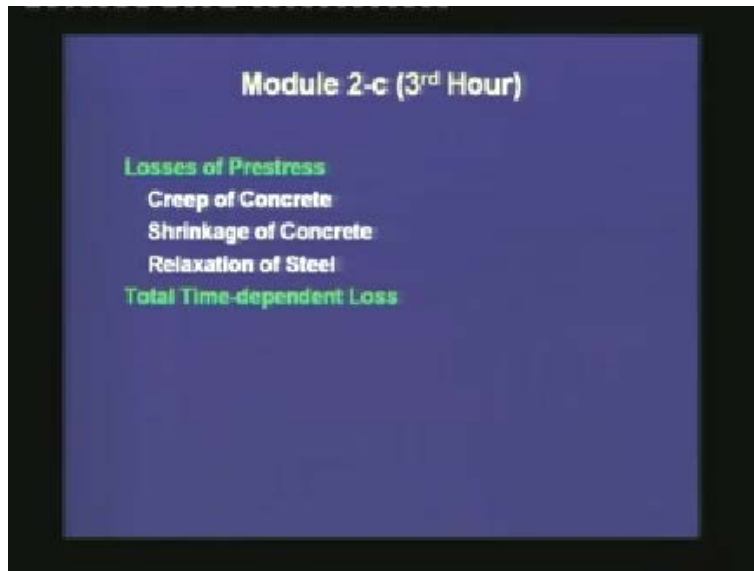 Module 2-c (3rd Hour)
Losses of Prestress
Creep of Concrete
Shrinkage of Concrete
Relaxation of Steel
Total Time-dependent Loss